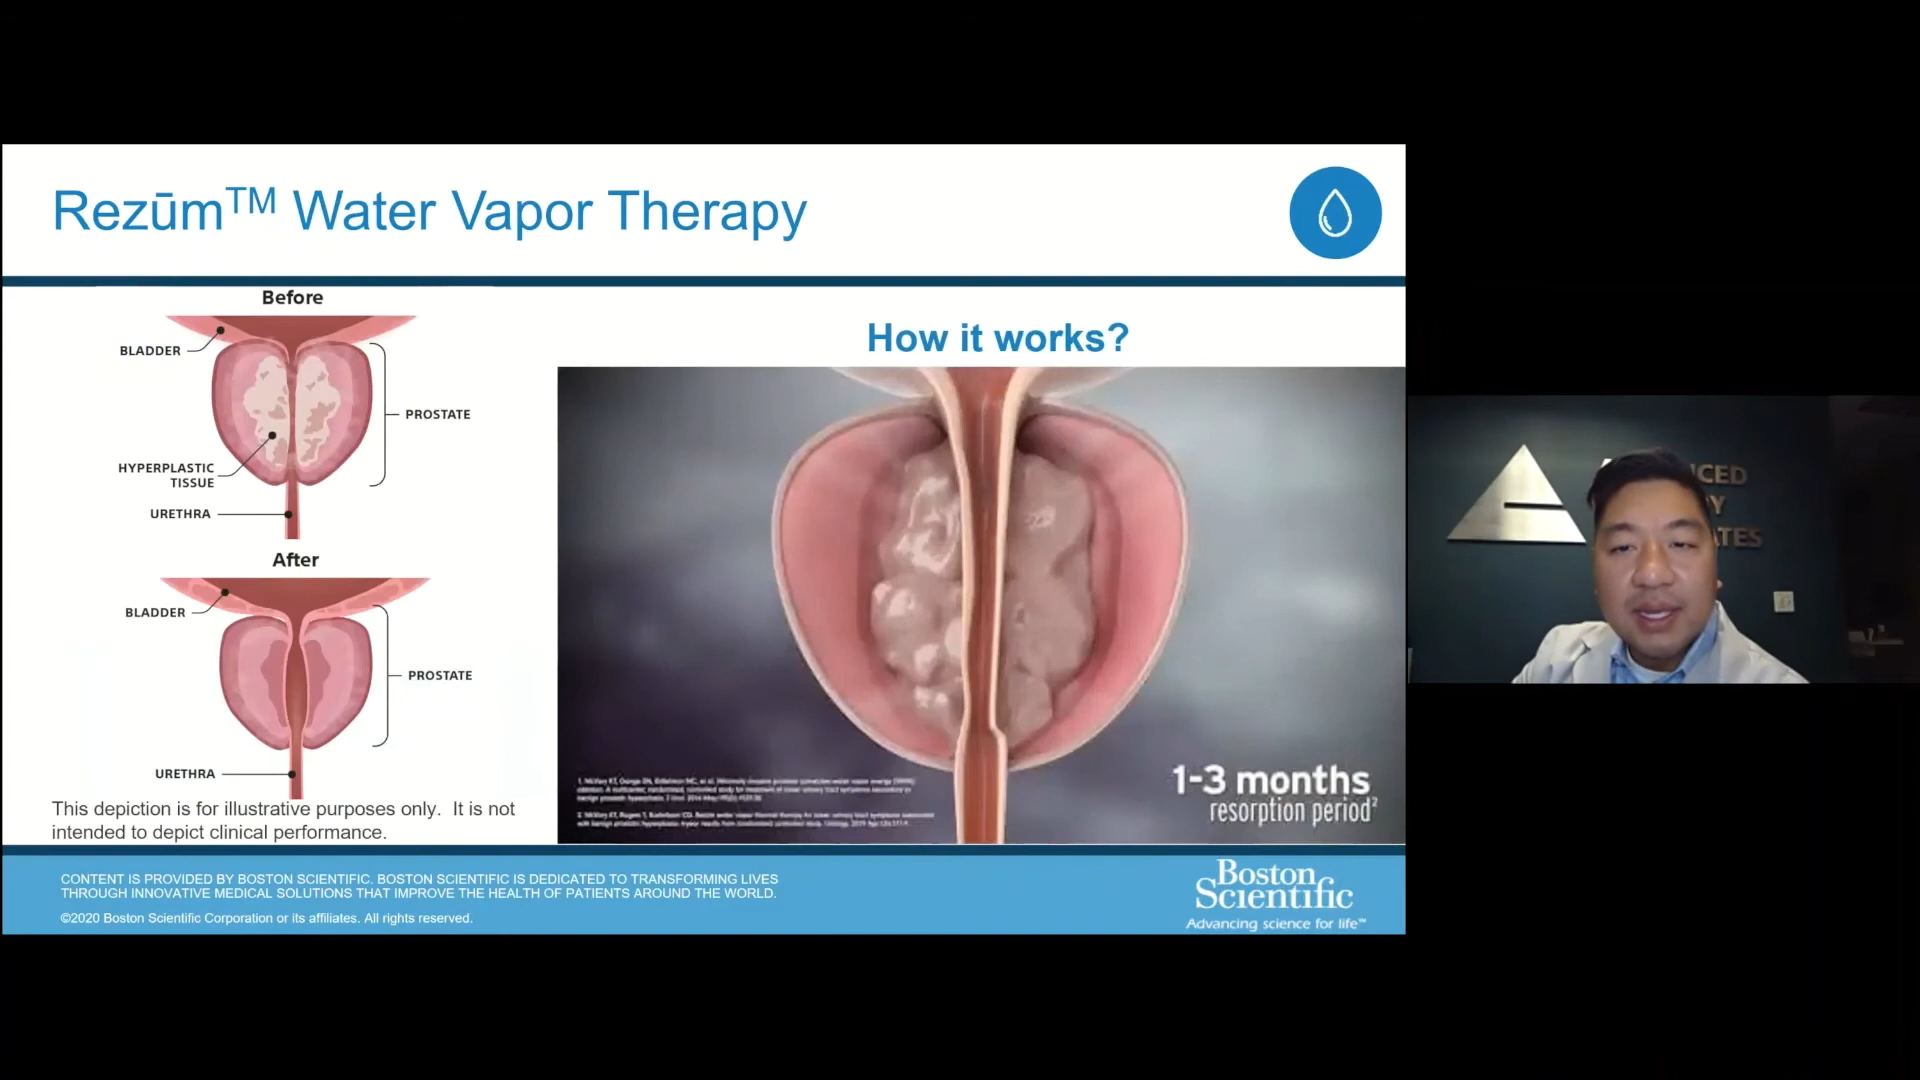 Rezūm™ Water Vapor Therapy
Before
BLADDER
PROSTATE
HYPERPLASTIC
TISSUE
URETHRA
After
BLADDER
PROSTATE
URETHRA
This depiction is for illustrative purposes only. It is not
intended to depict clinical performance.
How it works?
1-3 months
resorption period²
CONTENT IS PROVIDED BY BOSTON SCIENTIFIC. BOSTON SCIENTIFIC IS DEDICATED TO TRANSFORMING LIVES
THROUGH INNOVATIVE MEDICAL SOLUTIONS THAT IMPROVE THE HEALTH OF PATIENTS AROUND THE WORLD.
©2020 Boston Scientific Corporation or its affiliates. All rights reserved.
Boston
Scientific
Advancing science for life™